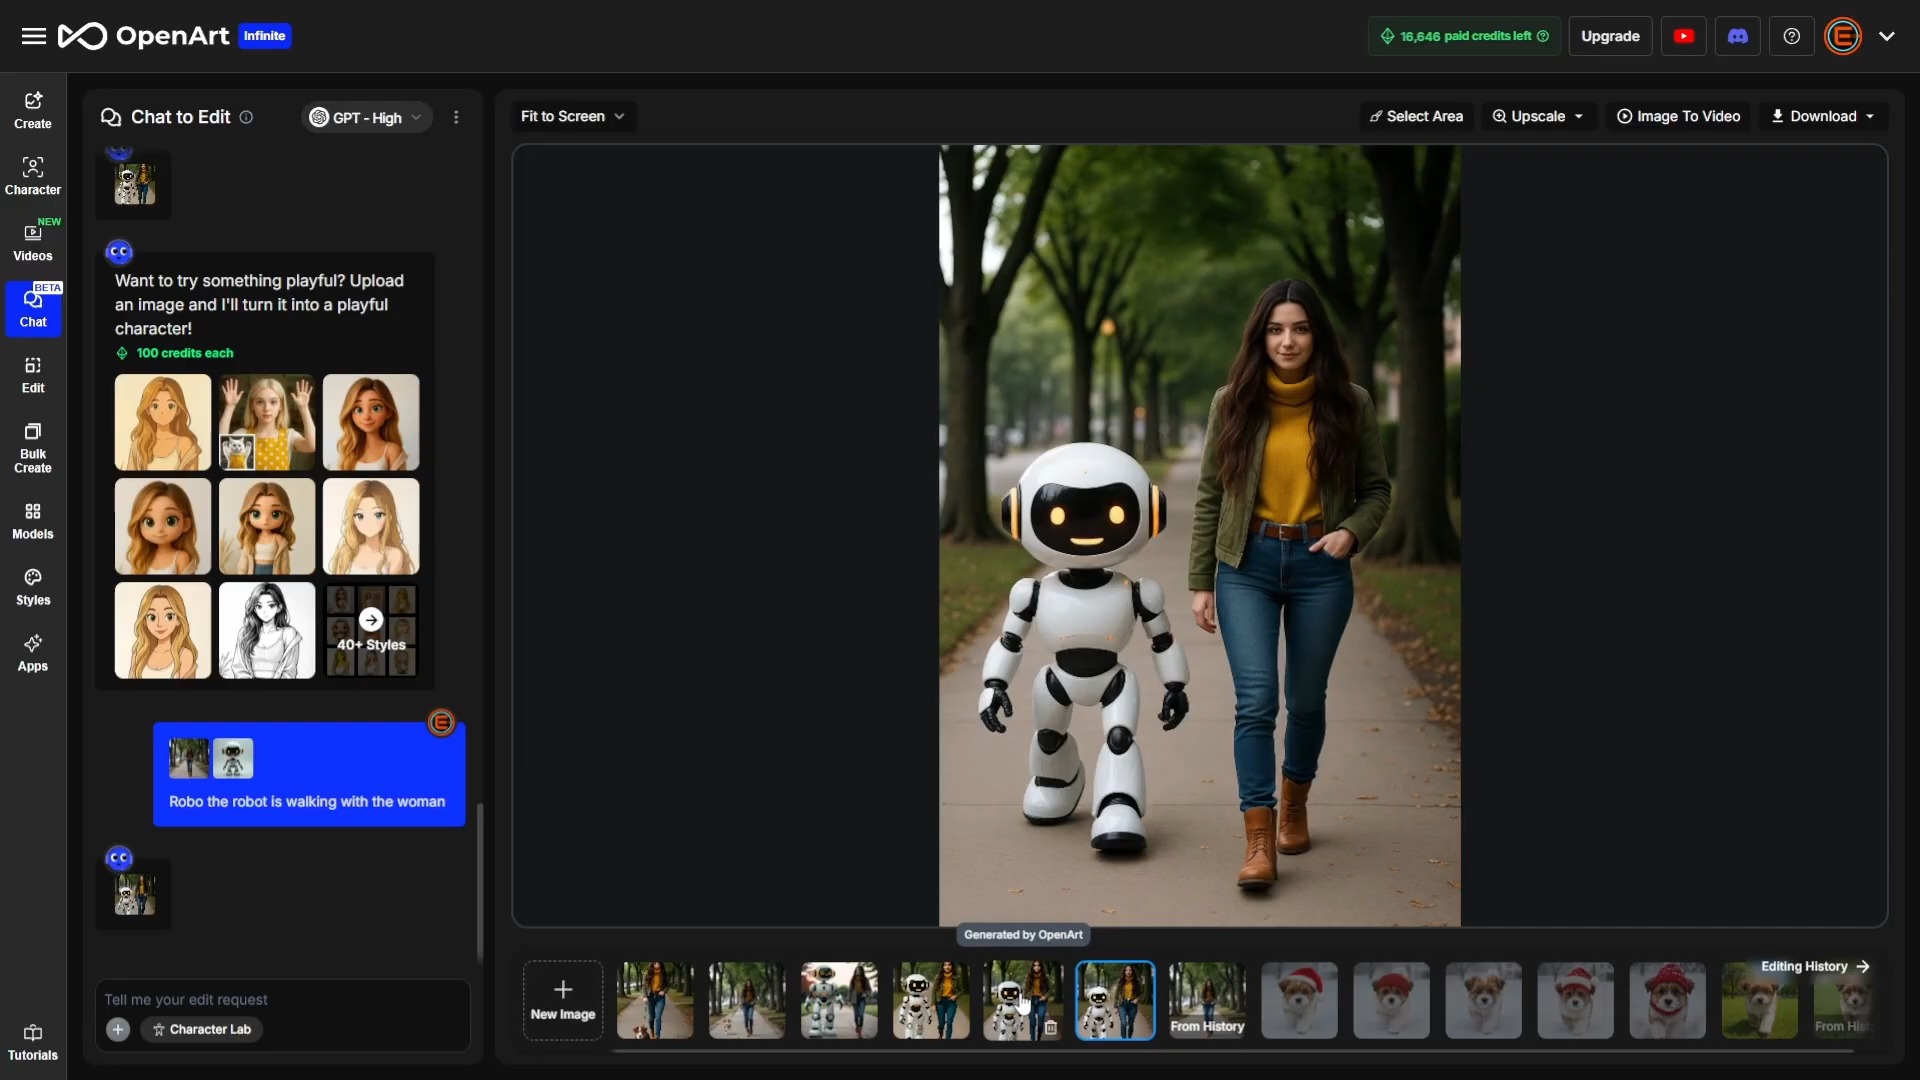 OpenArt
Infinite
16,646 paid credits left
Upgrade
Create
Character
NEW
Videos
BETA
Chat
Edit
Bulk
Create
Models
Styles
Apps
Tutorials
Chat to Edit
GPT - High
Want to try something playful? Upload
an image and I'll turn it into a playful
character!
100 credits each
40+ Styles
Robo the robot is walking with the woman
Tell me your edit request
Character Lab
Fit to Screen
Select Area
Upscale
Image To Video
Download
Generated by OpenArt
New Image
From History
Editing History
From Hist